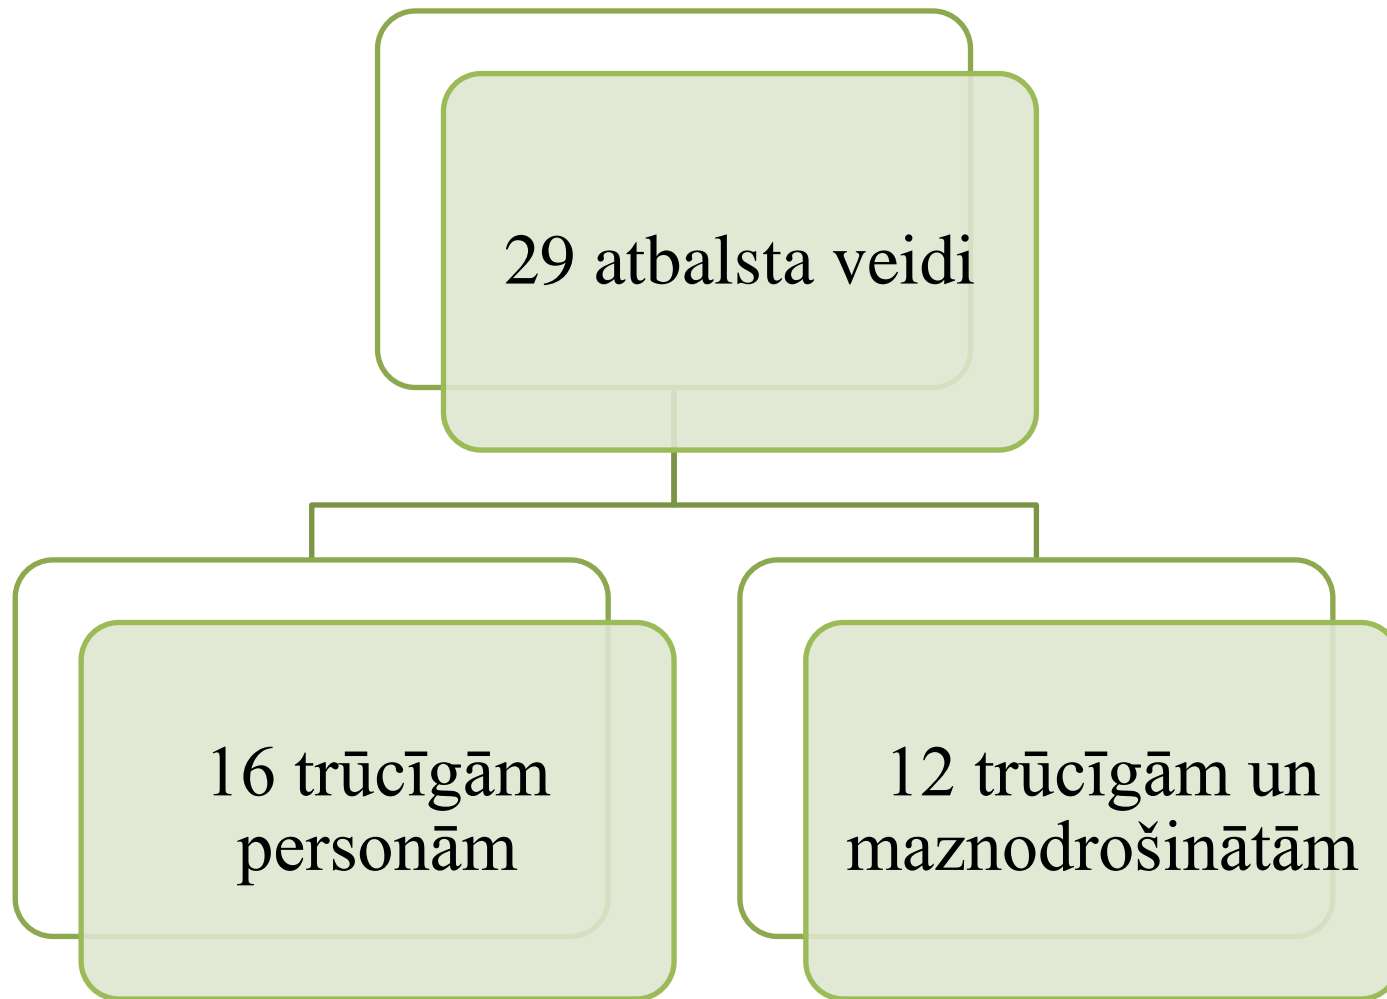 29 atbalsta veidi
16 trūcīgām
personām
12 trūcīgām un
maznodrošinātām